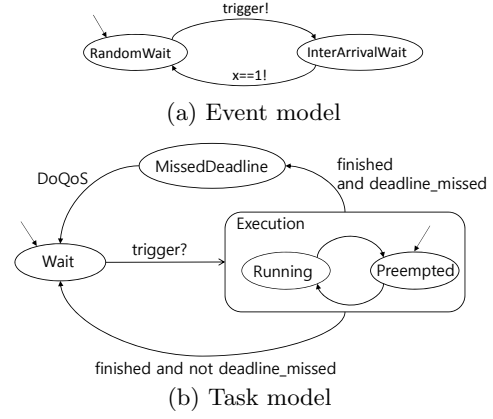 trigger!
RandomWait
InterArrivalWait
x==1!
(a) Event model
MissedDeadline
finished
and deadline_missed
DoQoS
Execution
Wait
trigger?
Running
Preempted
finished and not deadline_missed
(b) Task model